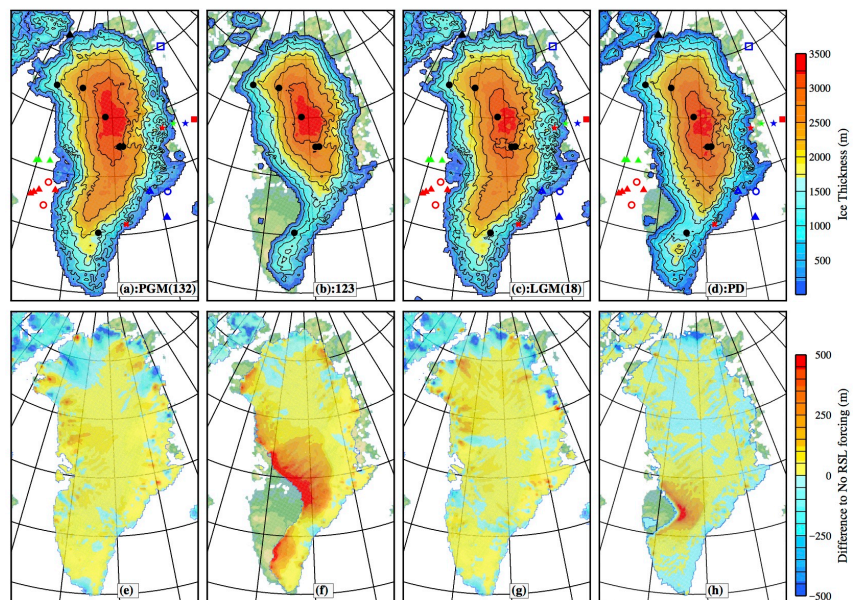 (a):PGM(132)
(b):123
(c):LGM(18)
(d):PD
3500
3000
2500
2000
1500
1000
500
Ice Thickness (m)
(e)
(f)
(g)
(h)
500
250
0
−250
−500
Difference to No RSL forcing (m)